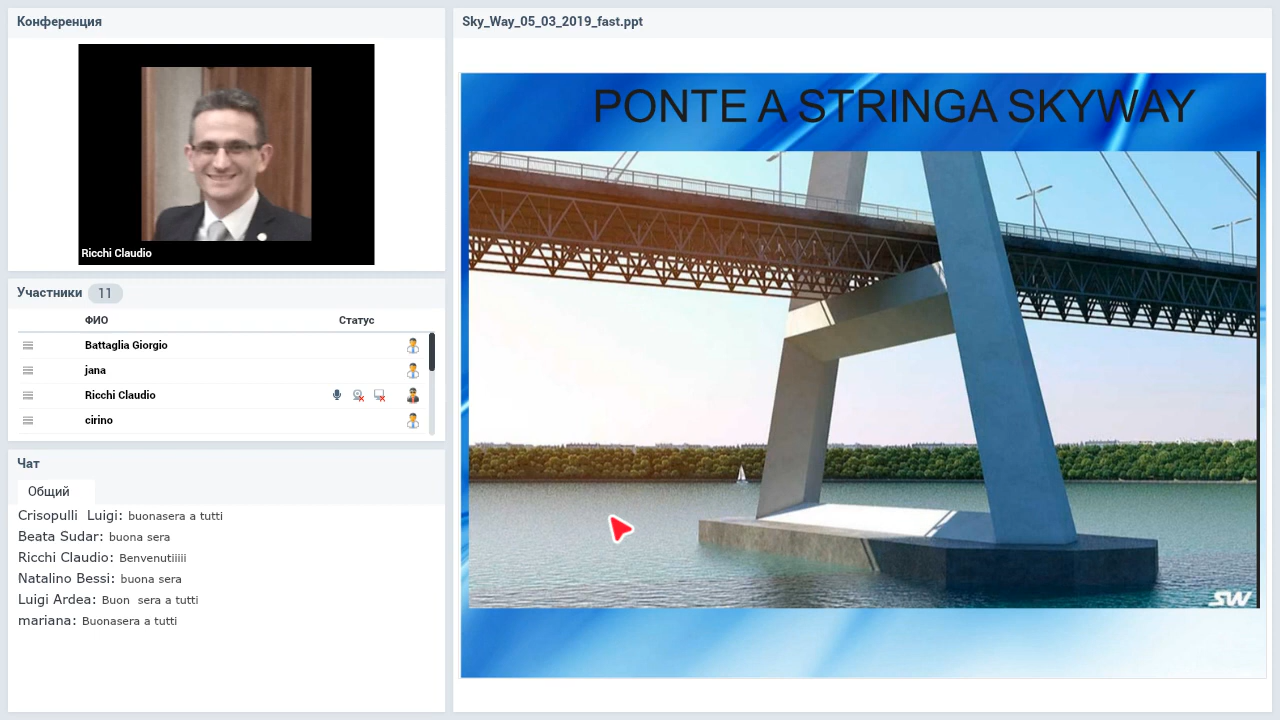 Конференция
Ricchi Claudio
Участники 11
ФИО Статус
Battaglia Giorgio
jana
Ricchi Claudio
cirino
Чат
Общий
Crisopulli Luigi: buonasera a tutti
Beata Sudar: buona sera
Ricchi Claudio: Benvenutiiiii
Natalino Bessi: buona sera
Luigi Ardea: Buon sera a tutti
mariana: Buonasera a tutti
Sky_Way_05_03_2019_fast.ppt
PONTE A STRINGA SKYWAY
SW